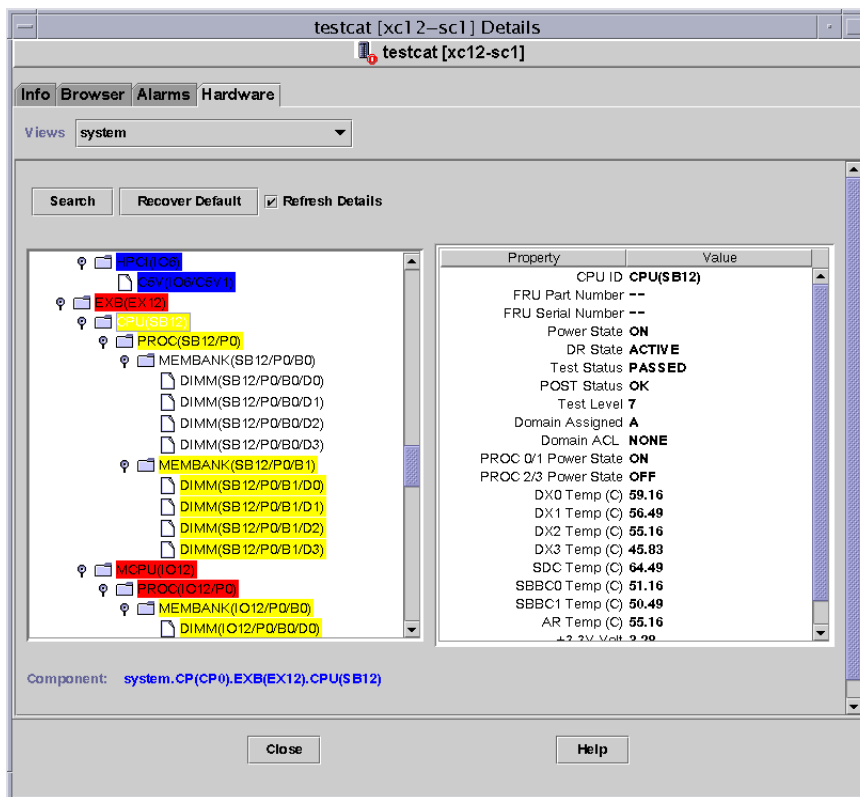 testcat [xc12-sc1] Details
testcat [xc12-sc1]
Info Browser Alarms Hardware
Views system
Search Recover Default Refresh Details
HPCI(IO6)
C5V(IO6/C5V1)
EXB(EX12)
CPU(SB12)
PROC(SB12/P0)
MEMBANK(SB12/P0/B0)
DIMM(SB12/P0/B0/D0)
DIMM(SB12/P0/B0/D1)
DIMM(SB12/P0/B0/D2)
DIMM(SB12/P0/B0/D3)
MEMBANK(SB12/P0/B1)
DIMM(SB12/P0/B1/D0)
DIMM(SB12/P0/B1/D1)
DIMM(SB12/P0/B1/D2)
DIMM(SB12/P0/B1/D3)
MCPU(IO12)
PROC(IO12/P0)
MEMBANK(IO12/P0/B0)
DIMM(IO12/P0/B0/D0)
Property Value
CPU ID CPU(SB12)
FRU Part Number --
FRU Serial Number --
Power State ON
DR State ACTIVE
Test Status PASSED
POST Status OK
Test Level 7
Domain Assigned A
Domain ACL NONE
PROC 0/1 Power State ON
PROC 2/3 Power State OFF
DX0 Temp (C) 59.16
DX1 Temp (C) 56.49
DX2 Temp (C) 55.16
DX3 Temp (C) 45.83
SDC Temp (C) 64.49
SBBC0 Temp (C) 51.16
SBBC1 Temp (C) 50.49
AR Temp (C) 55.16
+3.3V Volt 3.28
Component: system.CP(CP0).EXB(EX12).CPU(SB12)
Close Help